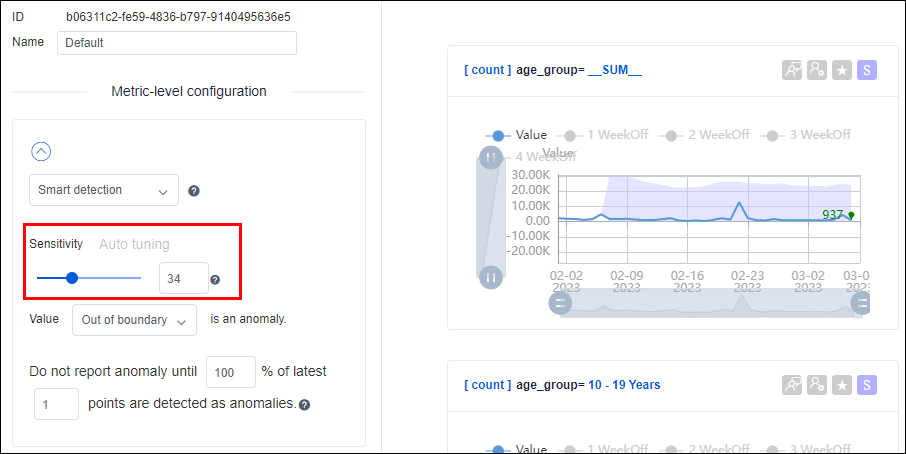 ID b06311c2-fe59-4836-b797-9140495636e5
Name Default
Metric-level configuration
Smart detection ?
Sensitivity Auto tuning
34 ?
Value Out of boundary is an anomaly.
Do not report anomaly until 100 % of latest
1 points are detected as anomalies. ?
[ count ] age_group= __SUM__ S
Value 1 WeekOff 2 WeekOff 3 WeekOff
4 WeekOff
Value
30.00K
20.00K
10.00K
0.00
-10.00K
-20.00K
937
02-02 02-09 02-16 02-23 03-02 03-0
2023 2023 2023 2023 2023 2023
[ count ] age_group= 10 - 19 Years S
Value 1 WeekOff 2 WeekOff 3 WeekOff